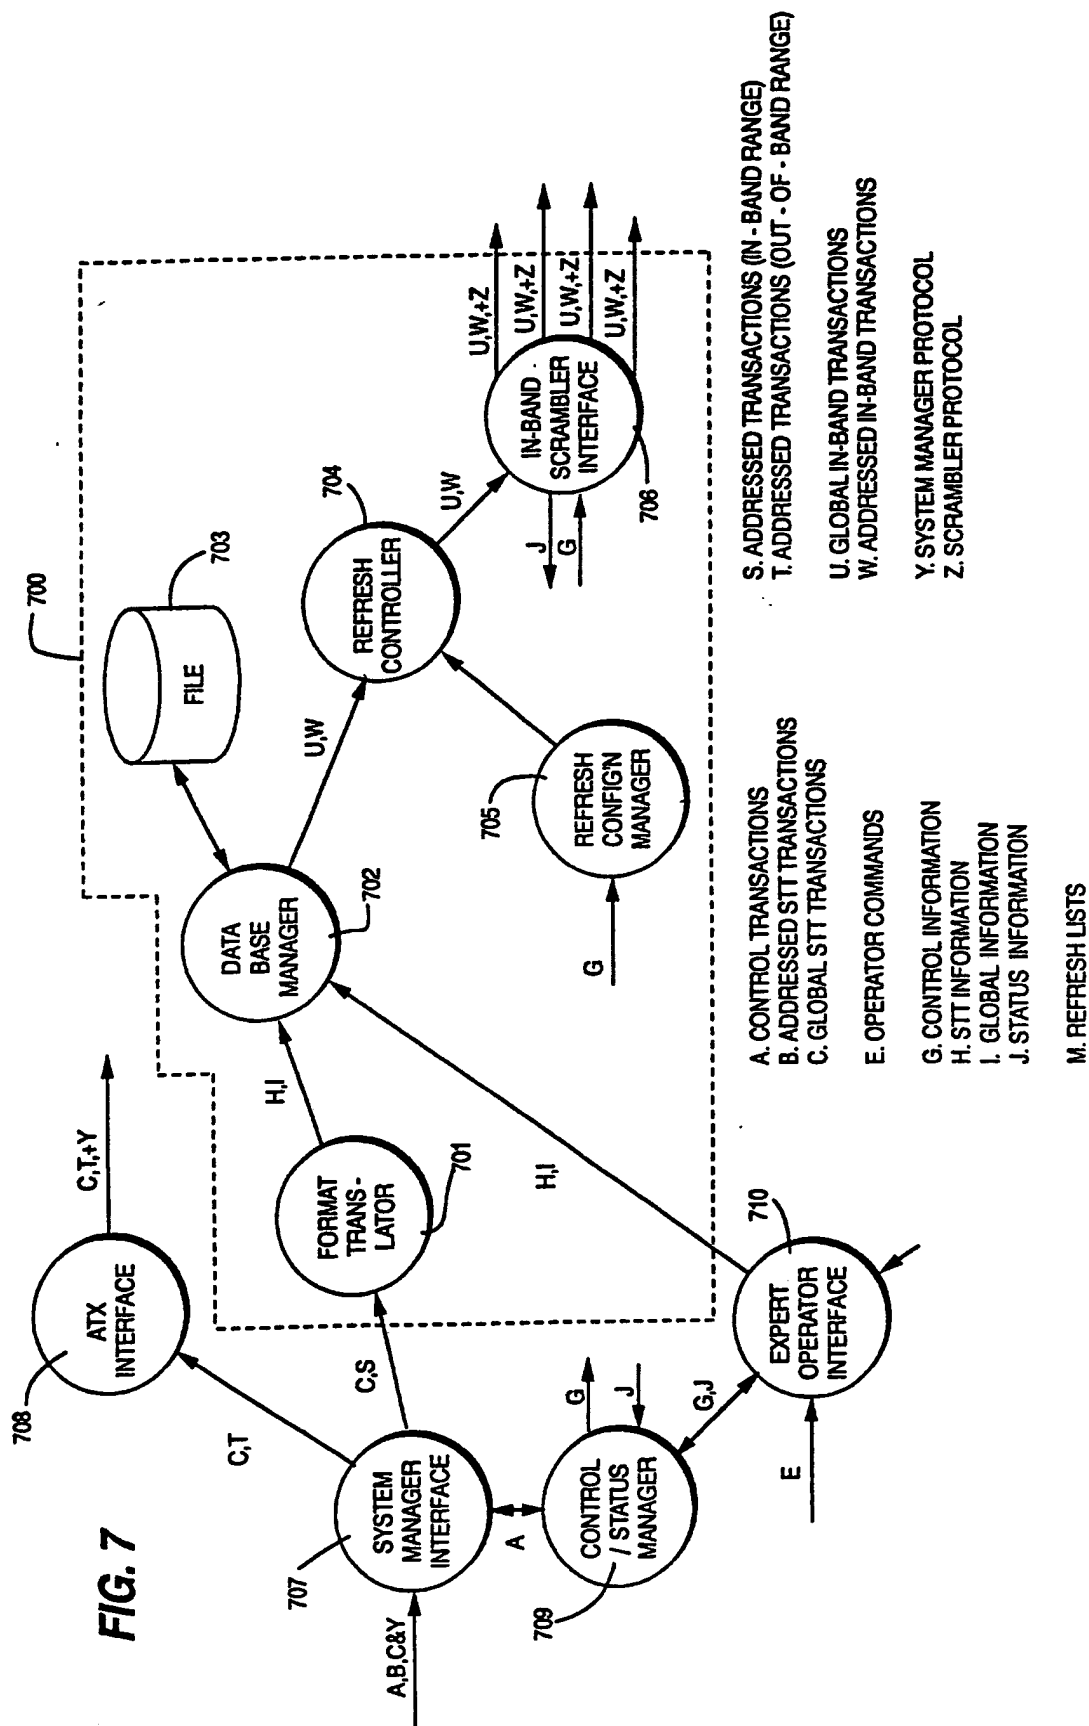 FIG. 7
A,B,C&Y
707
SYSTEM
MANAGER
INTERFACE
C,T
708
ATX
INTERFACE
C,T,+Y
C,S
A
709
CONTROL
/ STATUS
MANAGER
G
J
G,J
E
710
EXPERT
OPERATOR
INTERFACE
H,I
700
701
FORMAT
TRANS -
LATOR
H,I
702
DATA
BASE
MANAGER
703
FILE
U,W
704
REFRESH
CONTROLLER
705
REFRESH
CONFIG'N
MANAGER
G
U,W
J
G
706
IN-BAND
SCRAMBLER
INTERFACE
U,W,+Z
U,W,+Z
U,W,+Z
U,W,+Z
A. CONTROL TRANSACTIONS
B. ADDRESSED STT TRANSACTIONS
C. GLOBAL STT TRANSACTIONS
E. OPERATOR COMMANDS
G. CONTROL INFORMATION
H. STT INFORMATION
I. GLOBAL INFORMATION
J. STATUS INFORMATION
M. REFRESH LISTS
S. ADDRESSED TRANSACTIONS (IN - BAND RANGE)
T. ADDRESSED TRANSACTIONS (OUT - OF - BAND RANGE)
U. GLOBAL IN-BAND TRANSACTIONS
W. ADDRESSED IN-BAND TRANSACTIONS
Y. SYSTEM MANAGER PROTOCOL
Z. SCRAMBLER PROTOCOL